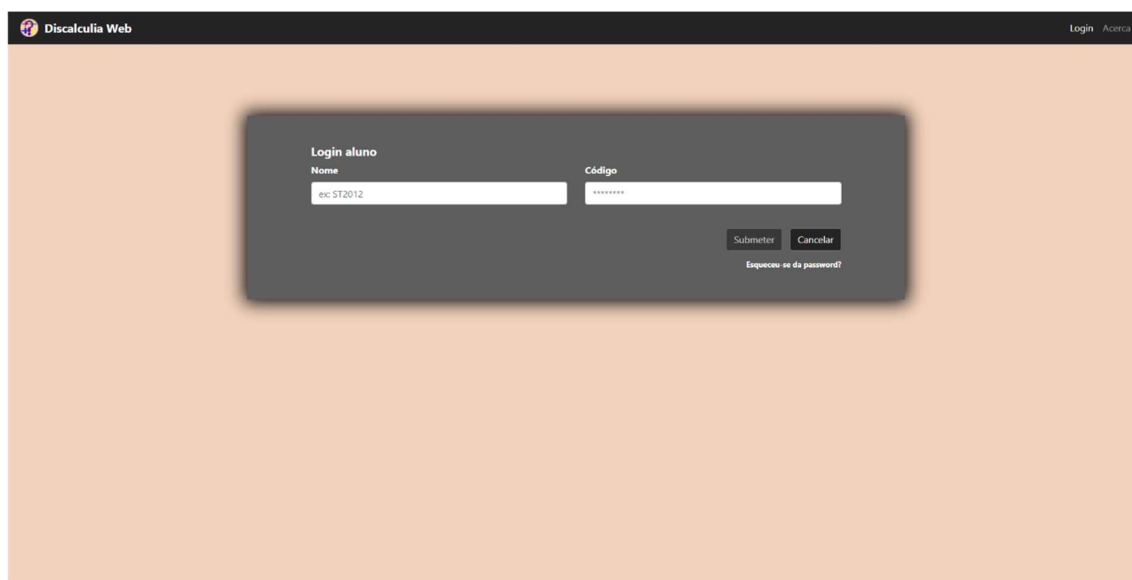 Discalculia Web
Login Acerca
Login aluno
Nome Código
ex: ST2012 ********
Submeter Cancelar
Esqueceu-se da password?